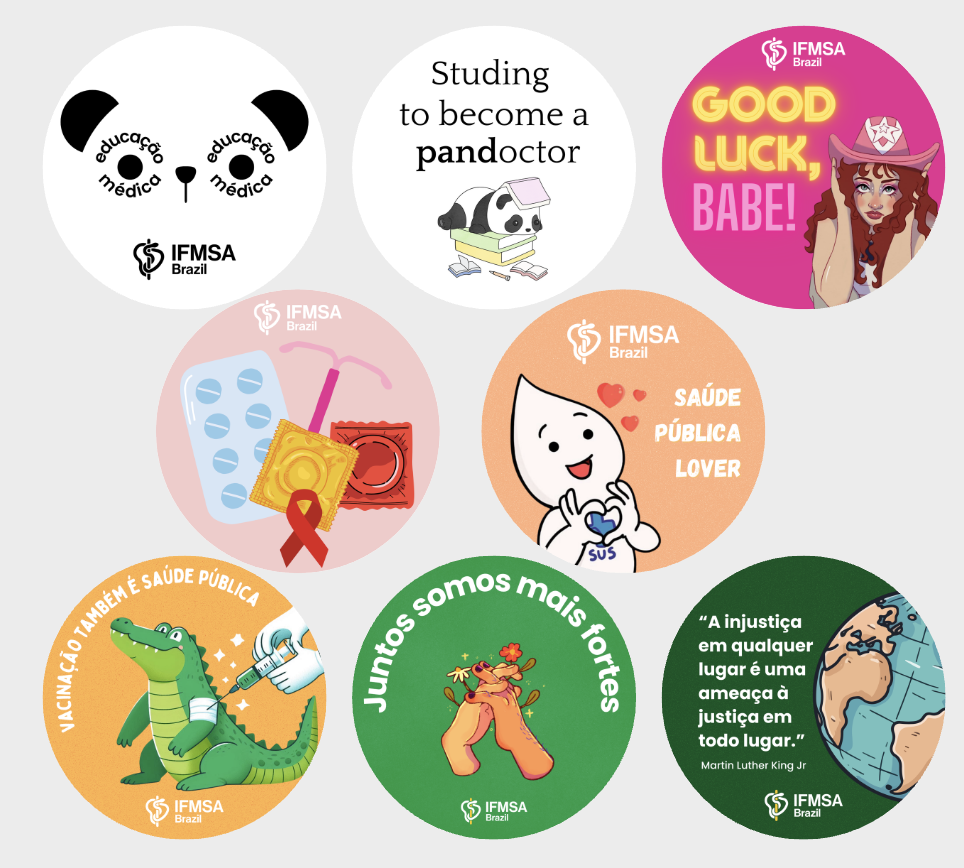 educação
médica
educação
médica
IFMSA
Brazil
Studing
to become a
pandoctor
IFMSA
Brazil
GOOD
LUCK,
BABE!
IFMSA
Brazil
IFMSA
Brazil
SAÚDE
PÚBLICA
LOVER
SUS
VACINAÇÃO TAMBÉM É SAÚDE PÚBLICA
IFMSA
Brazil
Juntos somos mais fortes
IFMSA
Brazil
“A injustiça
em qualquer
lugar é uma
ameaça à
justiça em
todo lugar.”
Martin Luther King Jr
IFMSA
Brazil